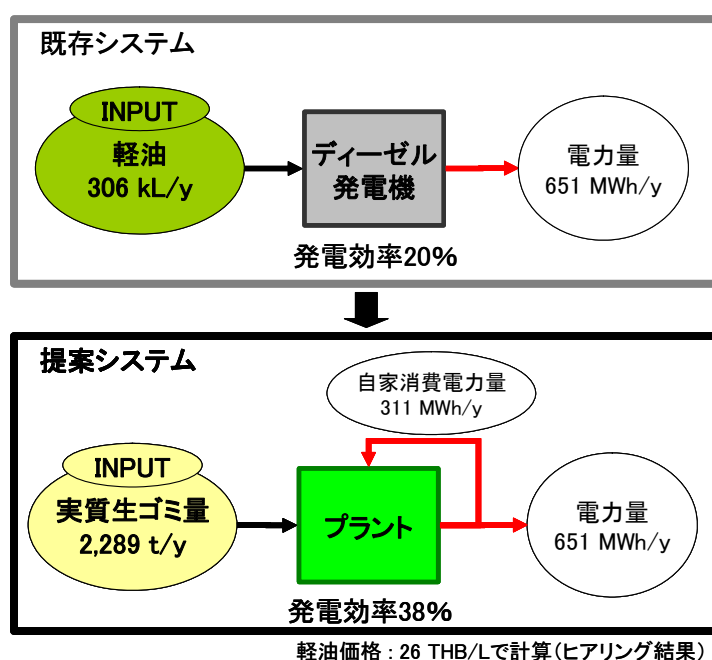 既存システム
INPUT
軽油
306 kL/y
ディーゼル
発電機
電力量
651 MWh/y
発電効率20%
提案システム
自家消費電力量
311 MWh/y
INPUT
実質生ゴミ量
2,289 t/y
プラント
電力量
651 MWh/y
発電効率38%
軽油価格 : 26 THB/Lで計算(ヒアリング結果)